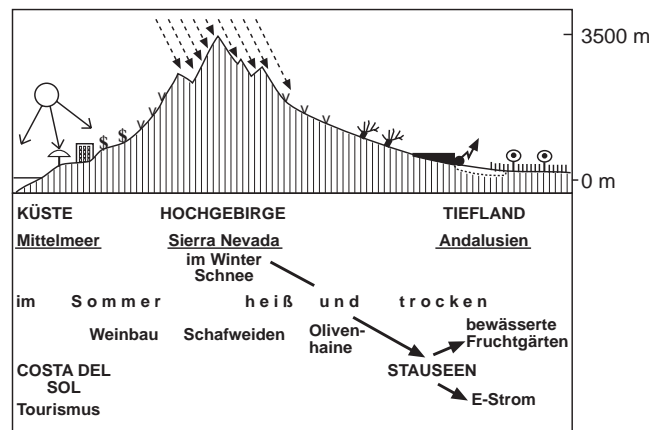 3500 m
$ $
0 m
KÜSTE HOCHGEBIRGE TIEFLAND
Mittelmeer Sierra Nevada Andalusien
im Winter
Schnee
im Sommer heiß und trocken
Weinbau Schafweiden Oliven-
haine
bewässerte
Fruchtgärten
COSTA DEL
SOL
STAUSEEN
Tourismus
E-Strom